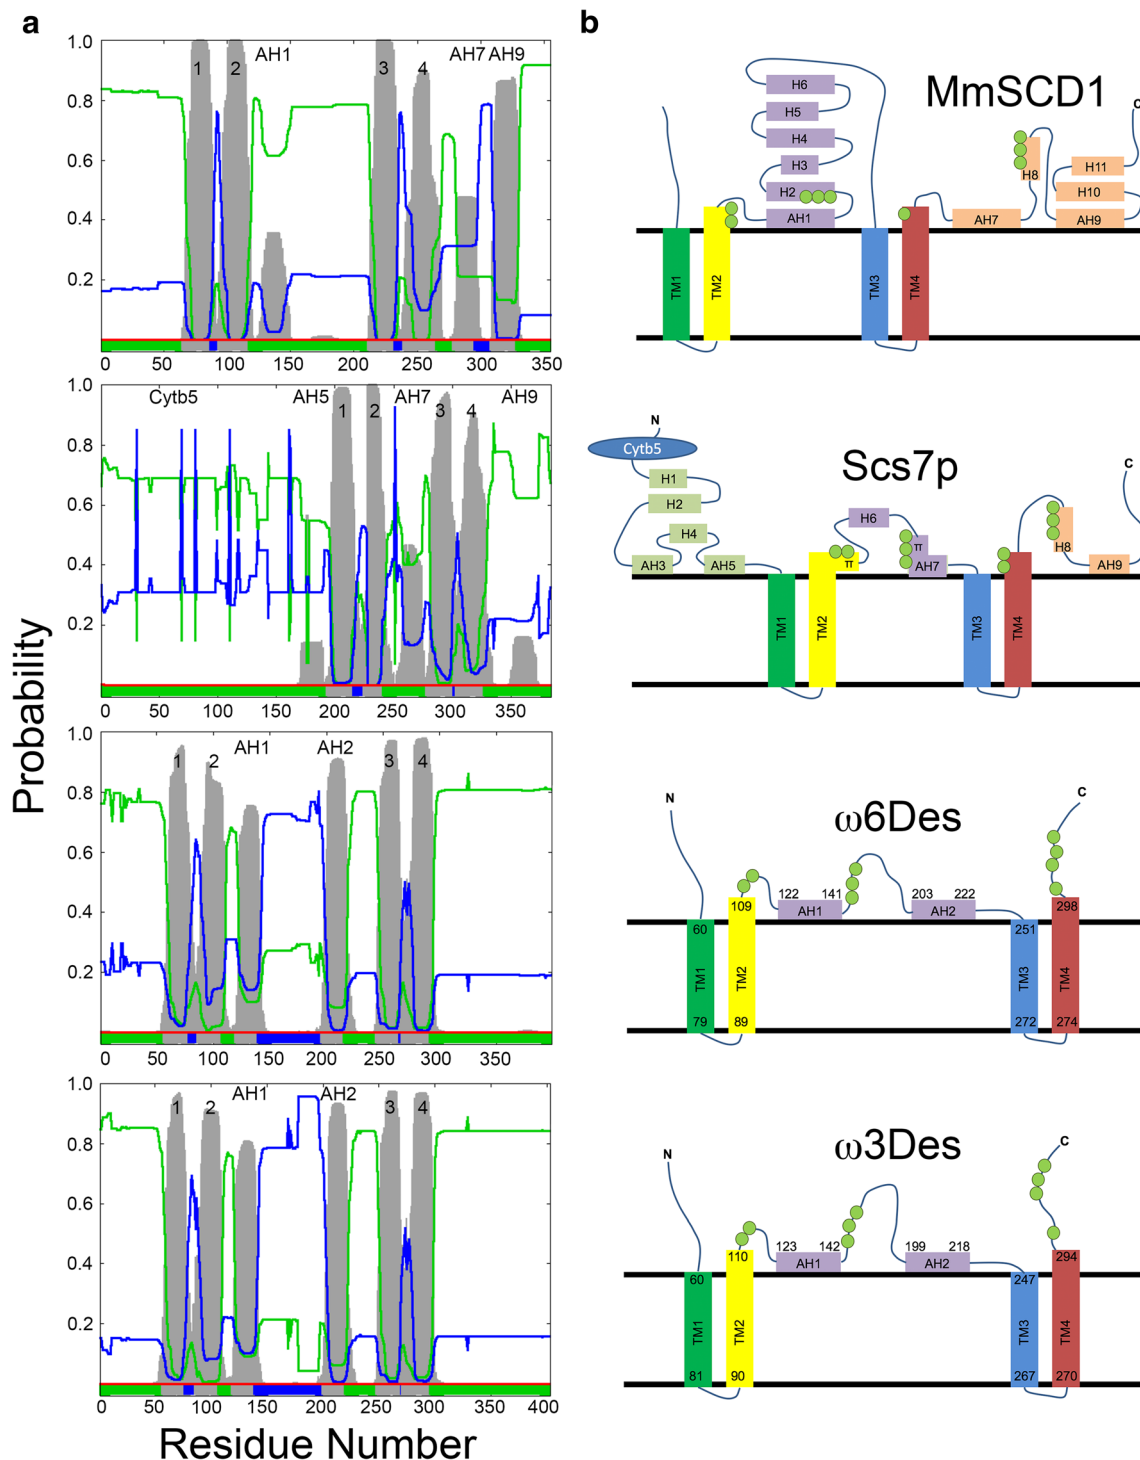 a
b
Probability
Residue Number
1.0
0.8
0.6
0.4
0.2
1
2
AH1
3
4
AH7
AH9
0 50 100 150 200 250 300 350
1.0
0.8
0.6
0.4
0.2
Cytb5
AH5
1
2
AH7
3
4
AH9
0 50 100 150 200 250 300 350
1.0
0.8
0.6
0.4
0.2
1
2
AH1
AH2
3
4
0 50 100 150 200 250 300 350
1.0
0.8
0.6
0.4
0.2
1
2
AH1
AH2
3
4
0 50 100 150 200 250 300 350 400
MmSCD1
C
H6
H5
H4
H3
H2
AH1
H8
H11
H10
AH7
AH9
TM1
TM2
TM3
TM4
Scs7p
N
Cytb5
C
H1
H2
H4
AH3
AH5
H6
π
π
AH7
H8
AH9
TM1
TM2
TM3
TM4
ω6Des
N
C
122 141
203 222
AH1
AH2
109
298
60
251
TM1
TM2
TM3
TM4
79
89
272
274
ω3Des
N
C
123 142
199 218
AH1
AH2
110
294
60
247
TM1
TM2
TM3
TM4
81
90
267
270